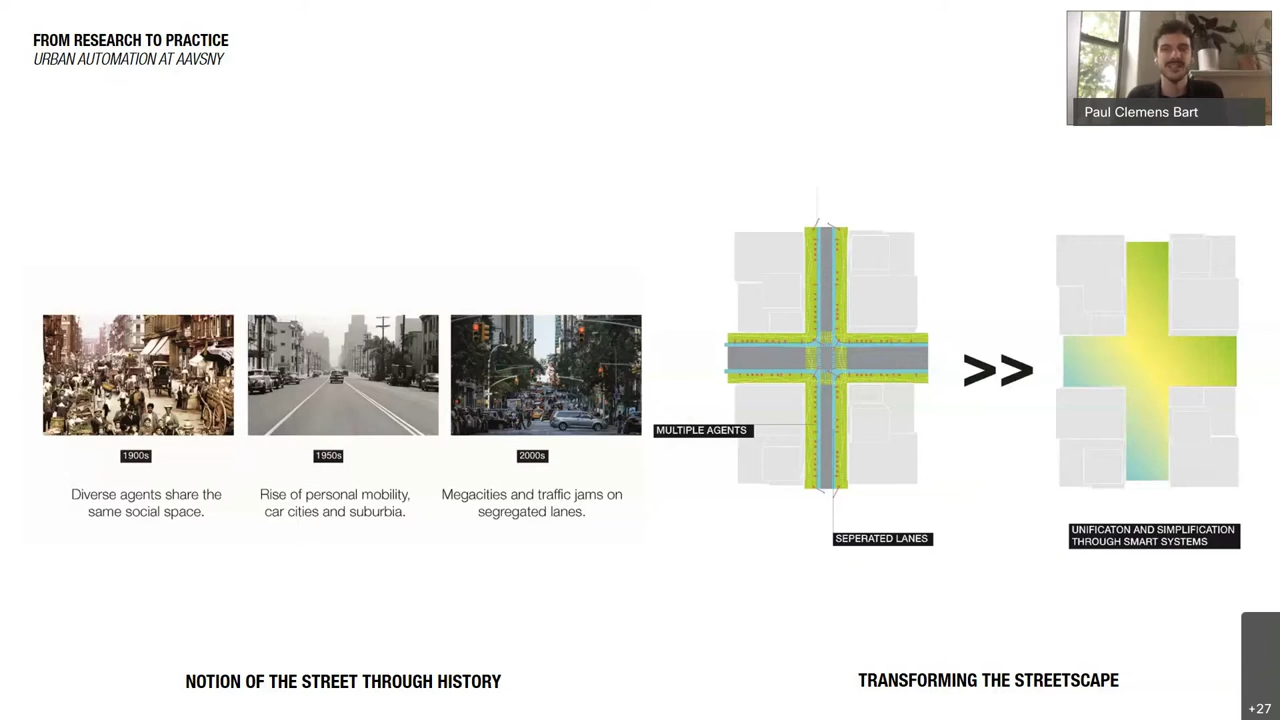 FROM RESEARCH TO PRACTICE
URBAN AUTOMATION AT AAVSNY
Paul Clemens Bart
1900s
1950s
2000s
Diverse agents share the
same social space.
Rise of personal mobility,
car cities and suburbia.
Megacities and traffic jams on
segregated lanes.
MULTIPLE AGENTS
SEPERATED LANES
>>
UNIFICATON AND SIMPLIFICATION
THROUGH SMART SYSTEMS
NOTION OF THE STREET THROUGH HISTORY
TRANSFORMING THE STREETSCAPE
+27